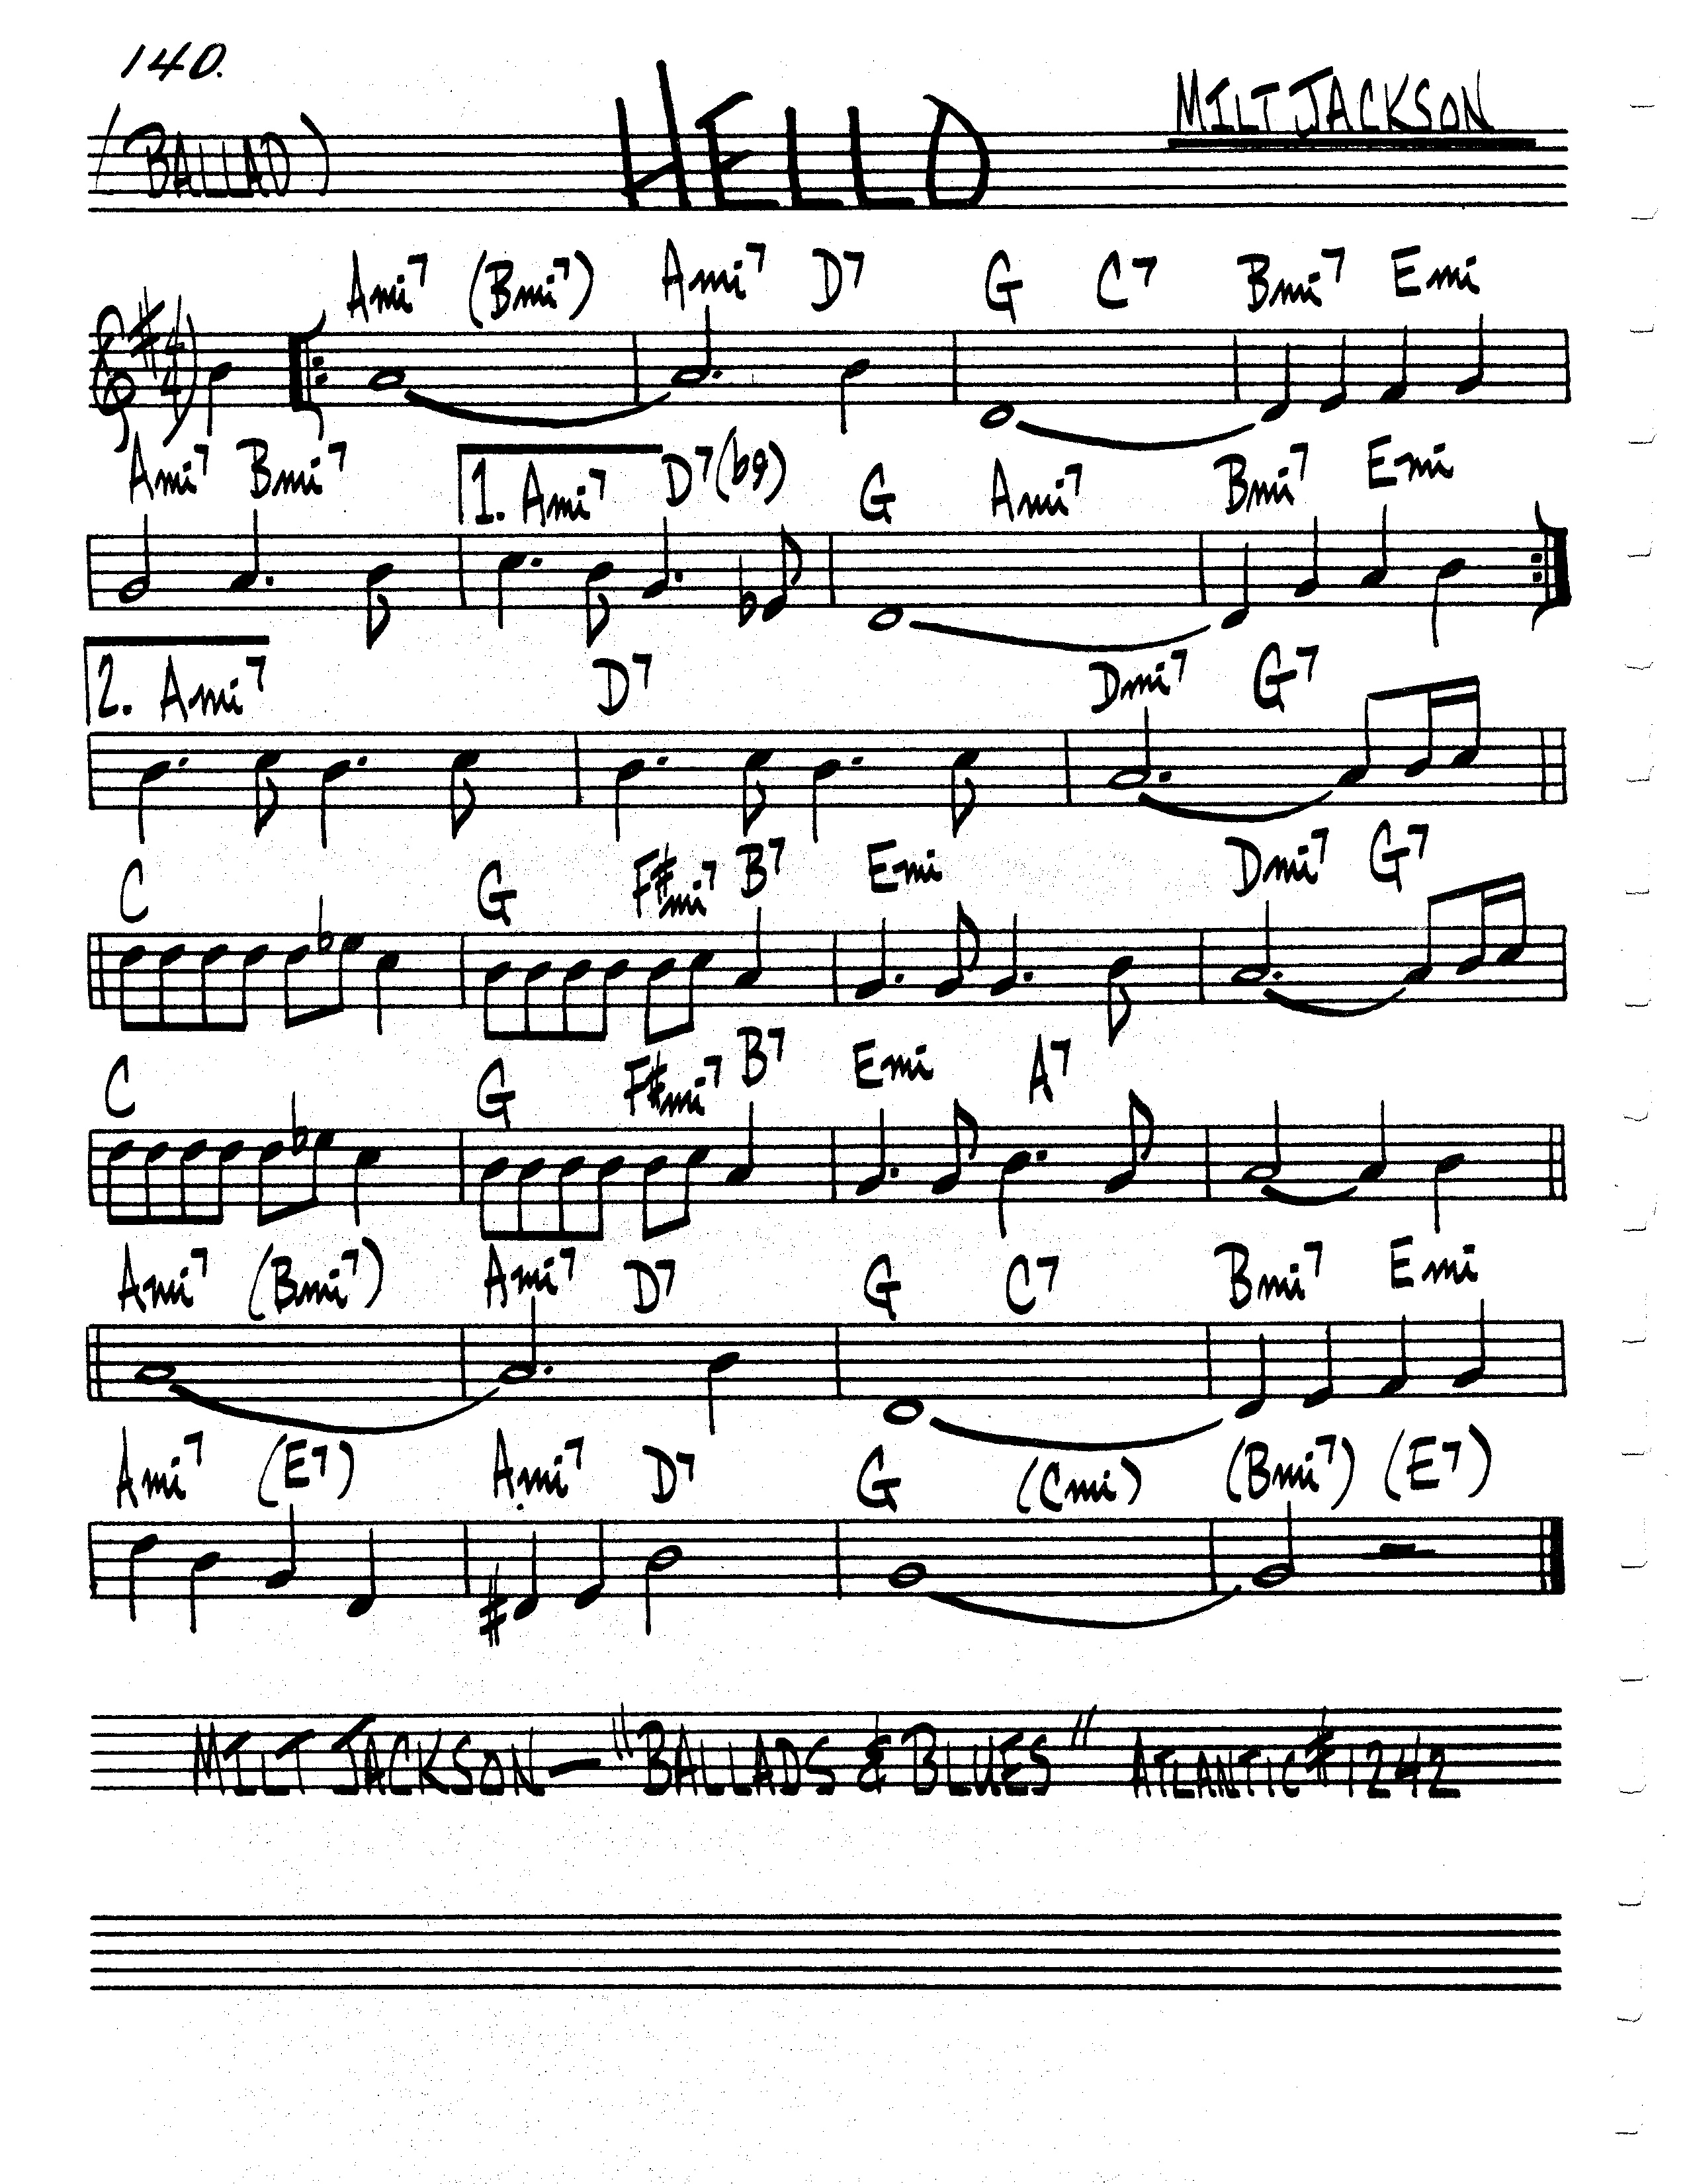 140.
(BALLAD) HELLO MILT JACKSON
4/4
Ami7 (Bmi7) Ami7 D7 G C7 Bmi7 Emi
Ami7 Bmi7 1. Ami7 D7(b9) G Ami7 Bmi7 Emi
2. Ami7 D7 Dmi7 G7
C G F#mi7 B7 Emi Dmi7 G7
C G F#mi7 B7 Emi A7
Ami7 (Bmi7) Ami7 D7 G C7 Bmi7 Emi
Ami7 (E7) Ami7 D7 G (Cmi) (Bmi7) (E7)
MILT JACKSON — "BALLADS & BLUES" ATLANTIC #1242